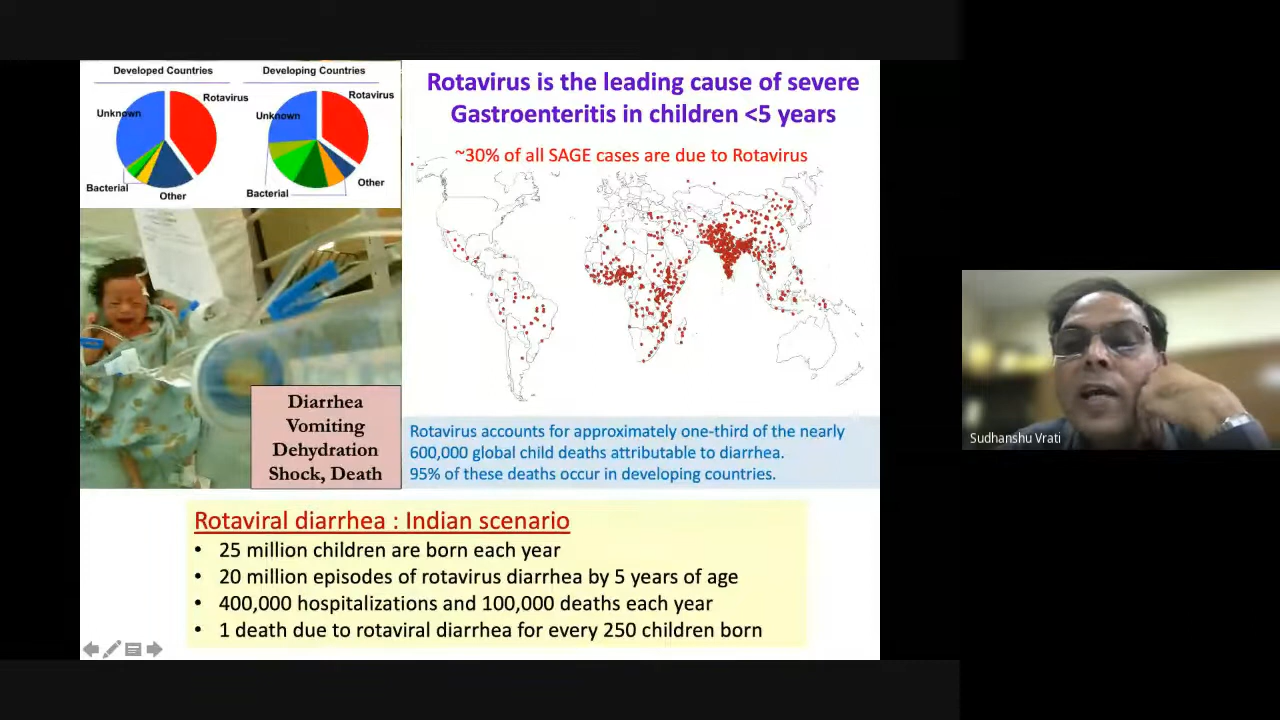 Developed Countries
Developing Countries
Rotavirus
Unknown
Bacterial
Other
Rotavirus
Unknown
Bacterial
Other
Rotavirus is the leading cause of severe
Gastroenteritis in children <5 years
~30% of all SAGE cases are due to Rotavirus
Diarrhea
Vomiting
Dehydration
Shock, Death
Rotavirus accounts for approximately one-third of the nearly
600,000 global child deaths attributable to diarrhea.
95% of these deaths occur in developing countries.
Rotaviral diarrhea : Indian scenario
• 25 million children are born each year
• 20 million episodes of rotavirus diarrhea by 5 years of age
• 400,000 hospitalizations and 100,000 deaths each year
• 1 death due to rotaviral diarrhea for every 250 children born
Sudhanshu Vrati